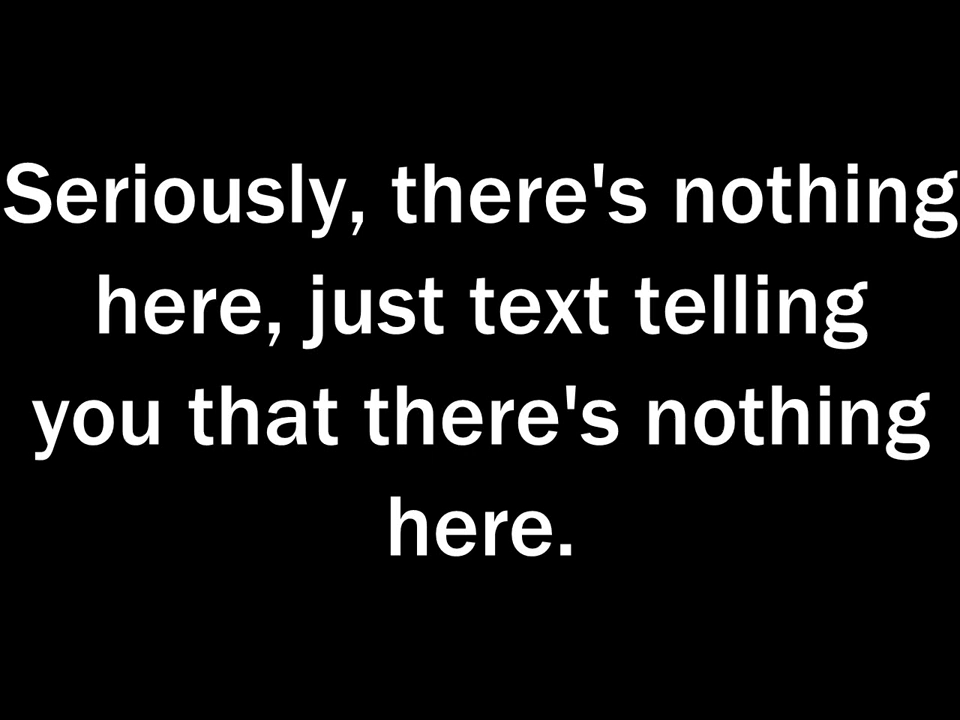 Seriously, there's nothing
here, just text telling
you that there's nothing
here.